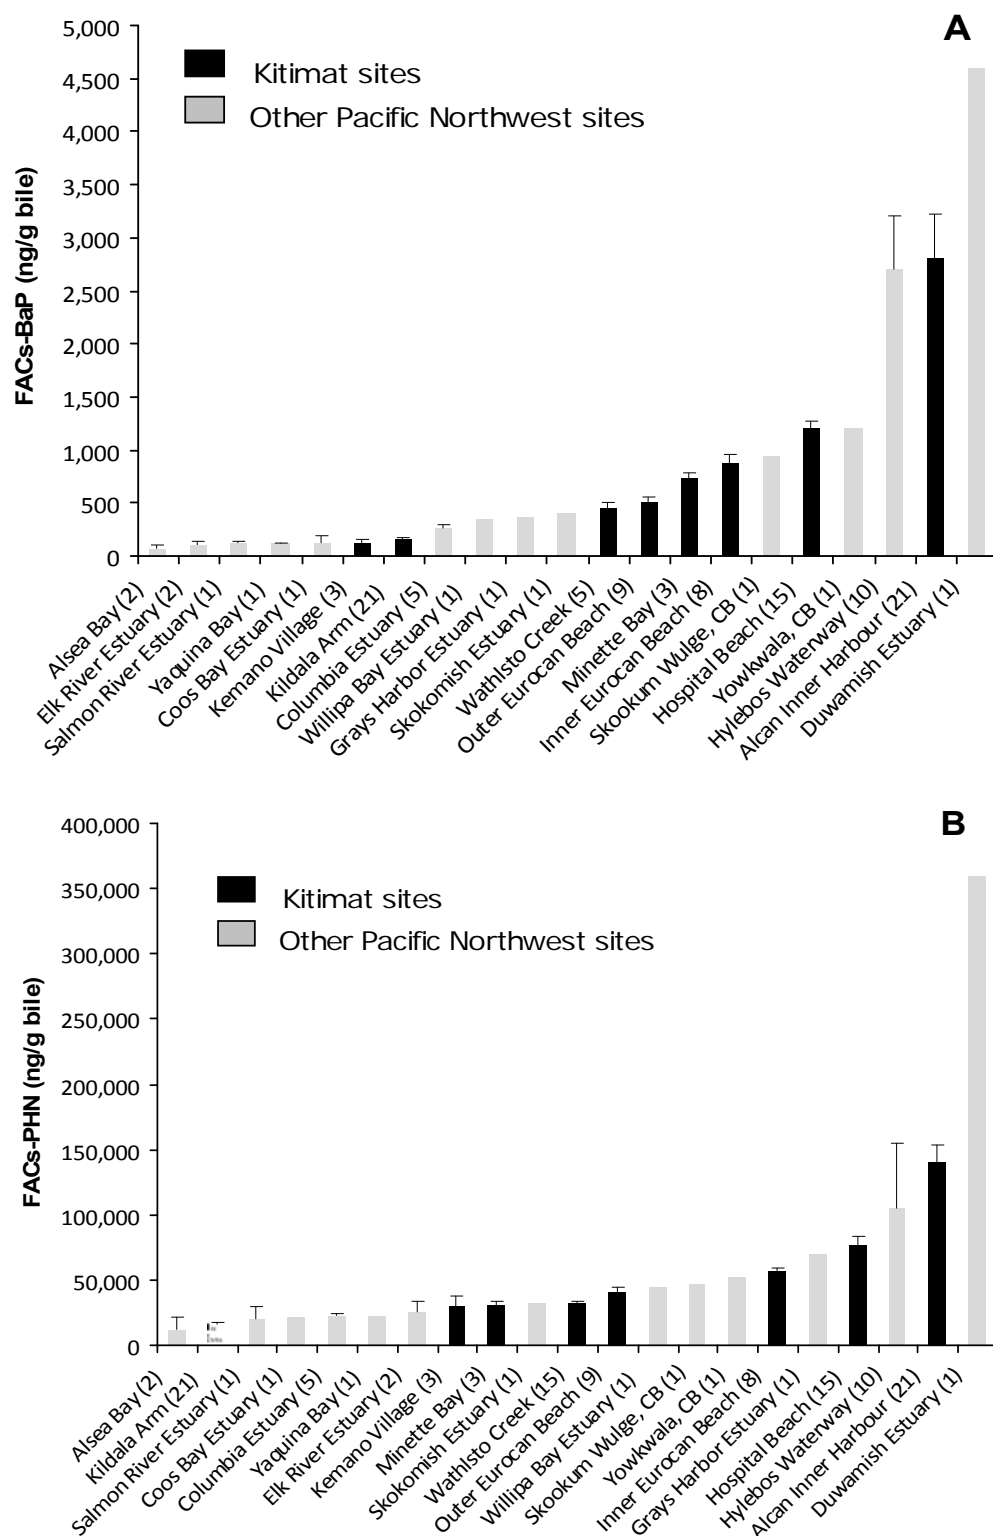 A
5,000
4,500
4,000
3,500
3,000
2,500
2,000
1,500
1,000
500
0
FACs-BaP (ng/g bile)
Kitimat sites
Other Pacific Northwest sites
Alsea Bay (2)
Elk River Estuary (2)
Salmon River Estuary (1)
Yaquina Bay (1)
Coos Bay Estuary (1)
Kemano Village (3)
Kildala Arm (21)
Columbia Estuary (5)
Willipa Bay Estuary (1)
Grays Harbor Estuary (1)
Skokomish Estuary (1)
Wathlsto Creek (5)
Outer Eurocan Beach (9)
Minette Bay (3)
Inner Eurocan Beach (8)
Skookum Wulge, CB (1)
Hospital Beach (15)
Yowkwala, CB (1)
Hylebos Waterway (10)
Alcan Inner Harbour (21)
Duwamish Estuary (1)
B
400,000
350,000
300,000
250,000
200,000
150,000
100,000
50,000
0
FACs-PHN (ng/g bile)
Kitimat sites
Other Pacific Northwest sites
Alsea Bay (2)
Kildala Arm (21)
Salmon River Estuary (1)
Coos Bay Estuary (1)
Columbia Estuary (5)
Yaquina Bay (1)
Elk River Estuary (2)
Kemano Village (3)
Minette Bay (3)
Skokomish Estuary (1)
Wathlsto Creek (15)
Outer Eurocan Beach (9)
Willipa Bay Estuary (1)
Skookum Wulge, CB (1)
Yowkwala, CB (1)
Inner Eurocan Beach (8)
Grays Harbor Estuary (1)
Hospital Beach (15)
Hylebos Waterway (10)
Alcan Inner Harbour (21)
Duwamish Estuary (1)